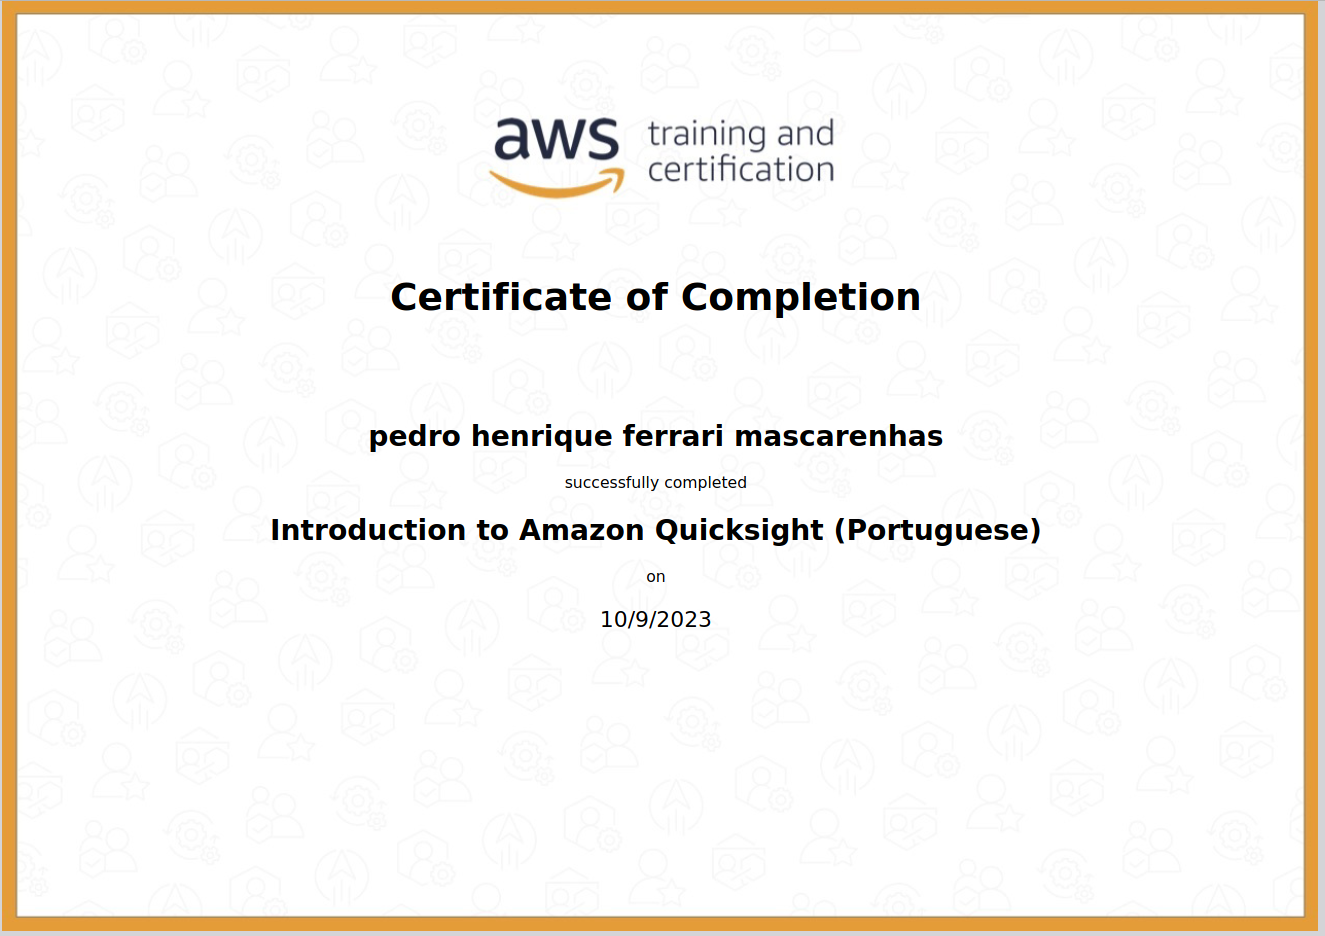 aws training and
certification
Certificate of Completion
pedro henrique ferrari mascarenhas
successfully completed
Introduction to Amazon Quicksight (Portuguese)
on
10/9/2023